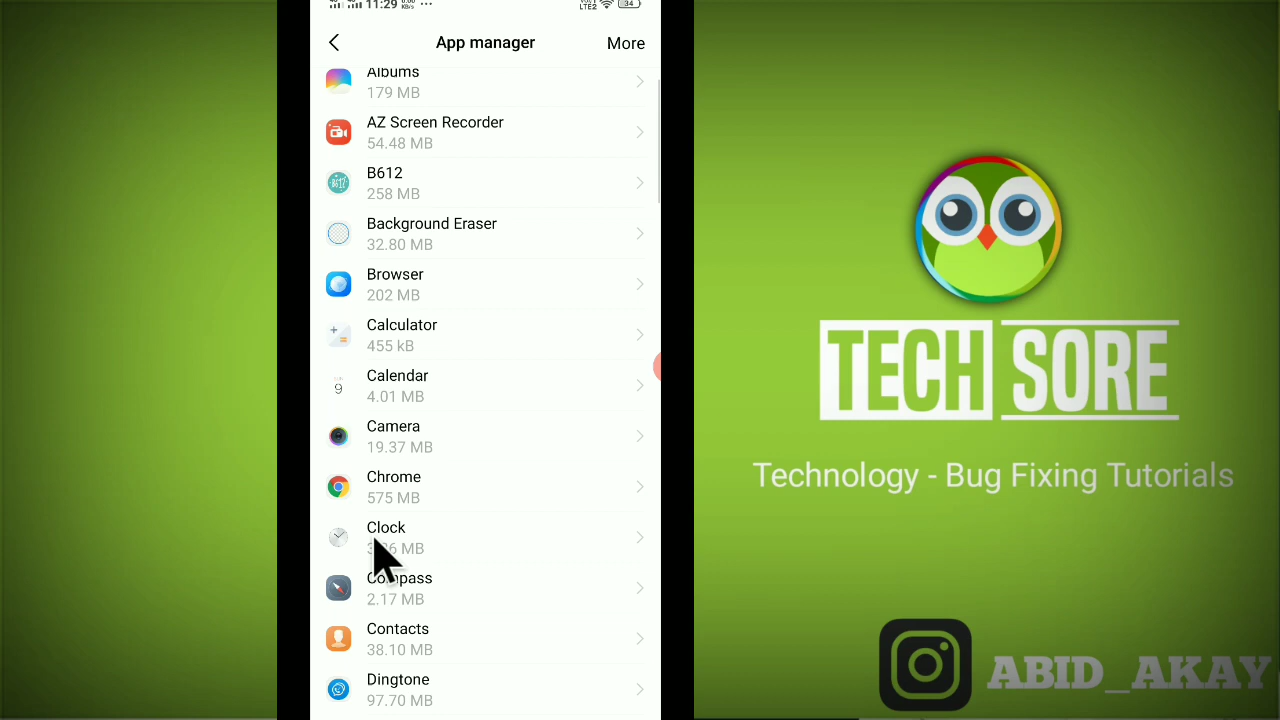 11:29
App manager
More
Albums
179 MB
AZ Screen Recorder
54.48 MB
B612
258 MB
Background Eraser
32.80 MB
Browser
202 MB
Calculator
455 kB
Calendar
4.01 MB
Camera
19.37 MB
Chrome
575 MB
Clock
MB
Compass
2.17 MB
Contacts
38.10 MB
Dingtone
97.70 MB
TECH SORE
Technology - Bug Fixing Tutorials
ABID_AKAY